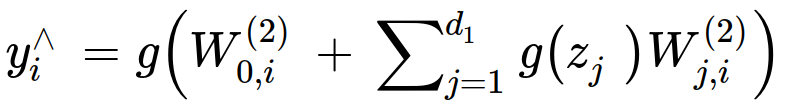 y_i^∧ = g(W_{0,i}^{(2)} + ∑_{j=1}^{d_1} g(z_j) W_{j,i}^{(2)})